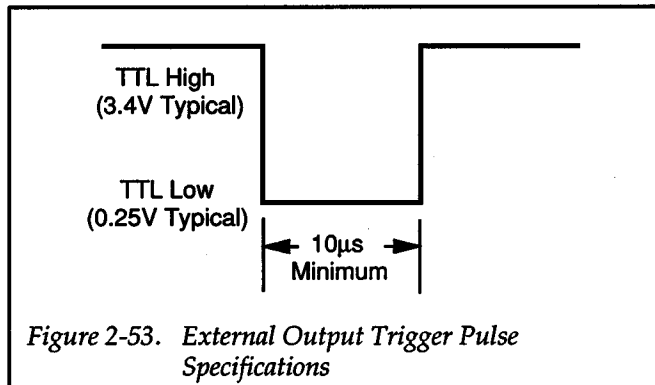 TTL High
(3.4V Typical)
TTL Low
(0.25V Typical)
10µs
Minimum
Figure 2-53. External Output Trigger Pulse
Specifications